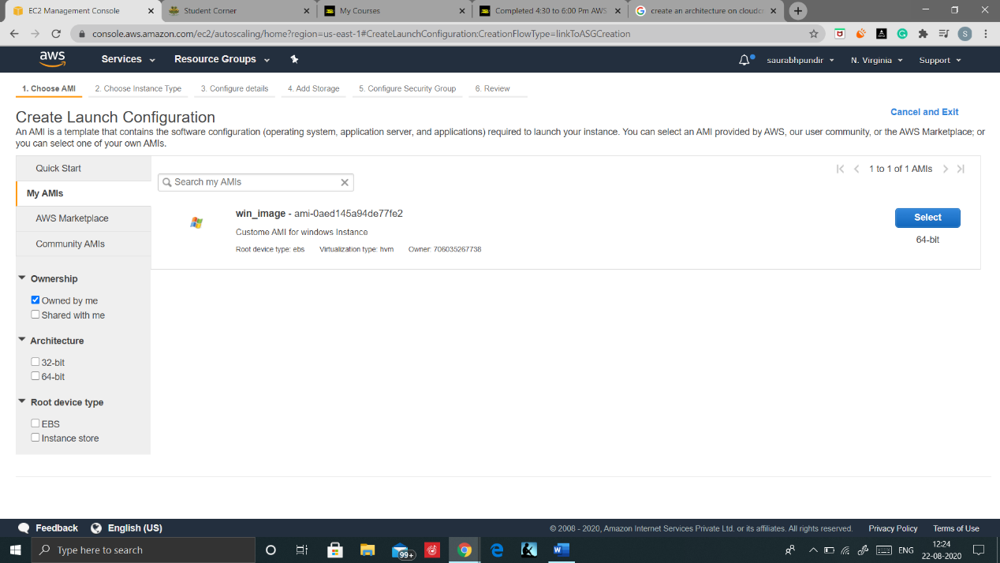 EC2 Management Console
Student Corner
My Courses
Completed 4:30 to 6:00 Pm AWS
create an architecture on cloudc
console.aws.amazon.com/ec2/autoscaling/home?region=us-east-1#CreateLaunchConfiguration:CreationFlowType=linkToASGCreation
aws Services Resource Groups saurabhpundir N. Virginia Support
1. Choose AMI 2. Choose Instance Type 3. Configure details 4. Add Storage 5. Configure Security Group 6. Review
Create Launch Configuration
Cancel and Exit
An AMI is a template that contains the software configuration (operating system, application server, and applications) required to launch your instance. You can select an AMI provided by AWS, our user community, or the AWS Marketplace; or
you can select one of your own AMIs.
Quick Start
My AMIs
AWS Marketplace
Community AMIs
Ownership
Owned by me
Shared with me
Architecture
32-bit
64-bit
Root device type
EBS
Instance store
1 to 1 of 1 AMIs
Search my AMIs
win_image - ami-0aed145a94de77fe2
Custome AMI for windows Instance
Root device type: ebs Virtualization type: hvm Owner: 706035267738
Select
64-bit
Feedback English (US) © 2008 - 2020, Amazon Internet Services Private Ltd. or its affiliates. All rights reserved. Privacy Policy Terms of Use
Type here to search
99+
ENG
12:24
22-08-2020